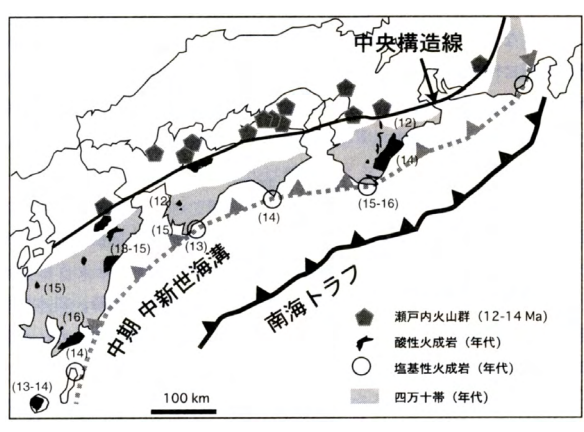 中央構造線
(12)
(14)
(12)
(15-16)
(14)
(15)
(13)
(13-15)
(15)
(16)
(14)
(13-14)
中期 中新世海溝
南海トラフ
瀬戸内火山群 (12-14 Ma)
酸性火成岩 (年代)
塩基性火成岩 (年代)
四万十帯 (年代)
100 km